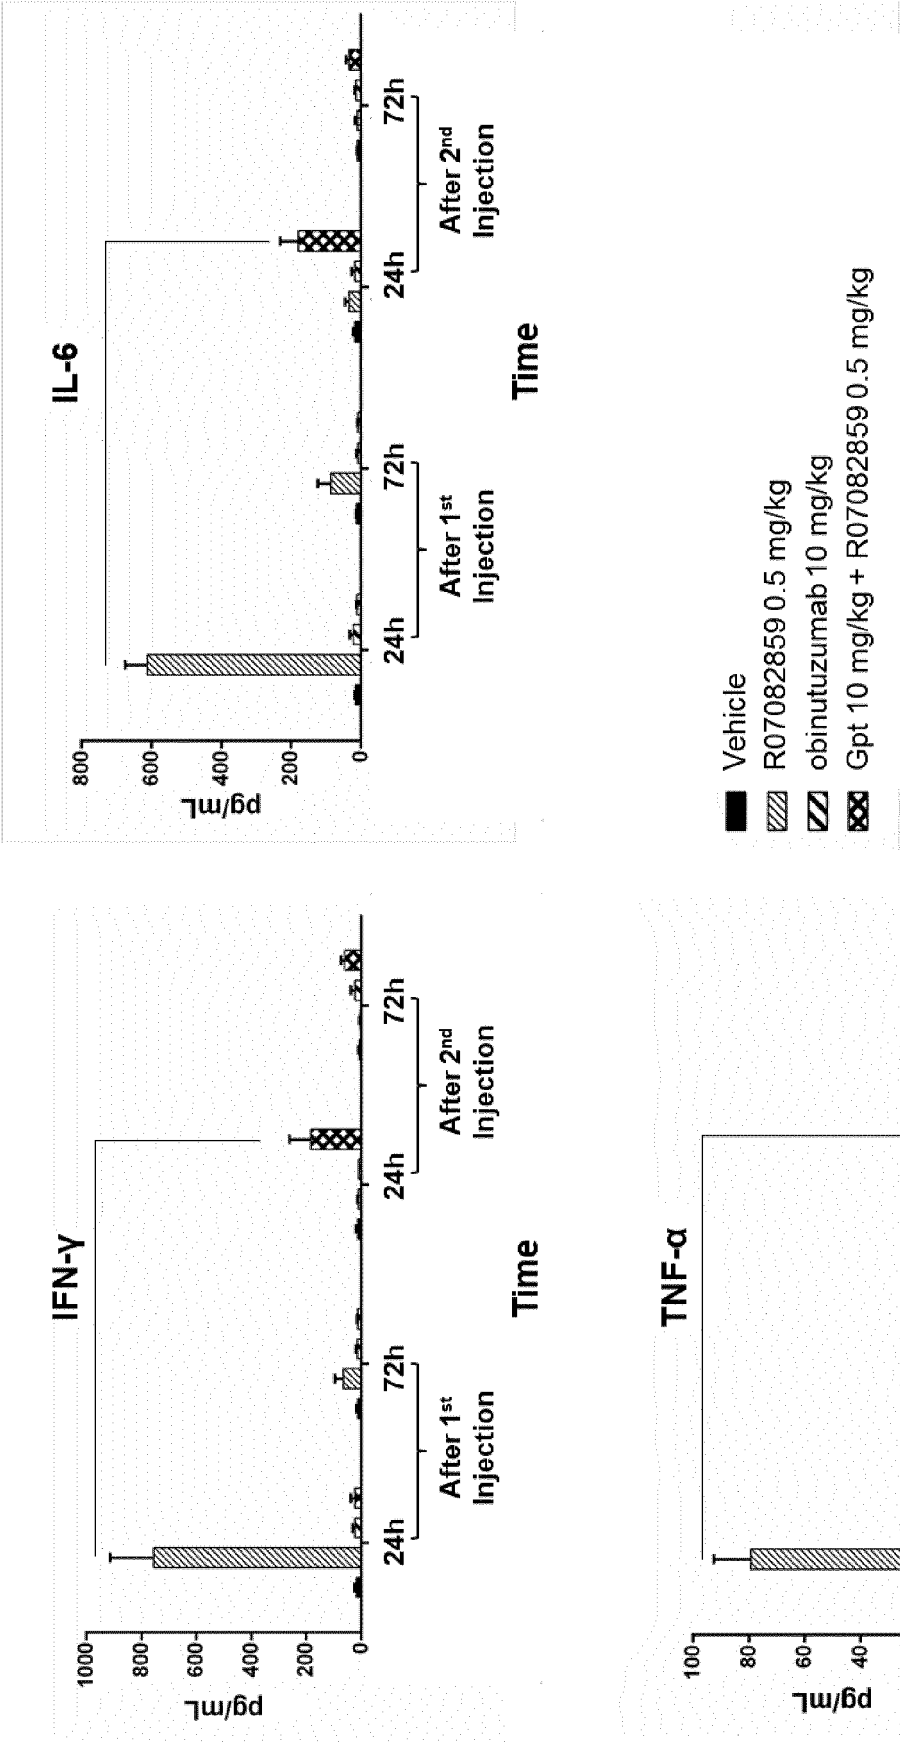 IFN-γ
pg/mL
1000
800
600
400
200
0
24h
72h
24h
72h
After 1st
Injection
After 2nd
Injection
Time
IL-6
pg/mL
800
600
400
200
0
24h
72h
24h
72h
After 1st
Injection
After 2nd
Injection
Time
TNF-α
pg/mL
100
80
60
40
Vehicle
R07082859 0.5 mg/kg
obinutuzumab 10 mg/kg
Gpt 10 mg/kg + R07082859 0.5 mg/kg